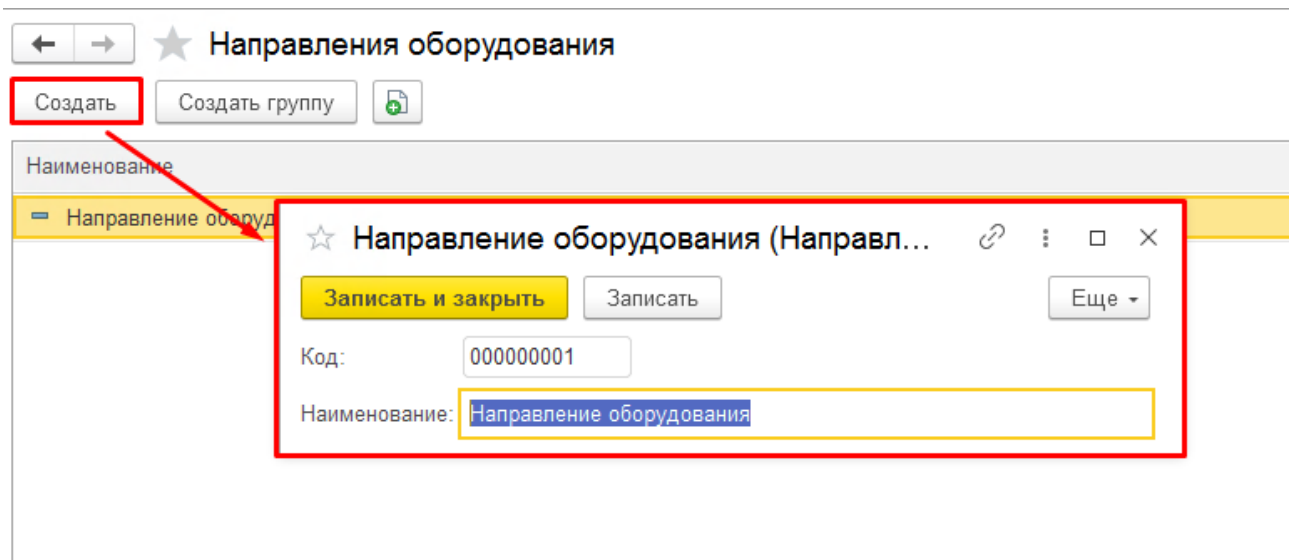 Направления оборудования
Создать Создать группу
Наименование
Направление оборуд
Направление оборудования (Направл...
Записать и закрыть Записать Еще
Код: 000000001
Наименование: Направление оборудования